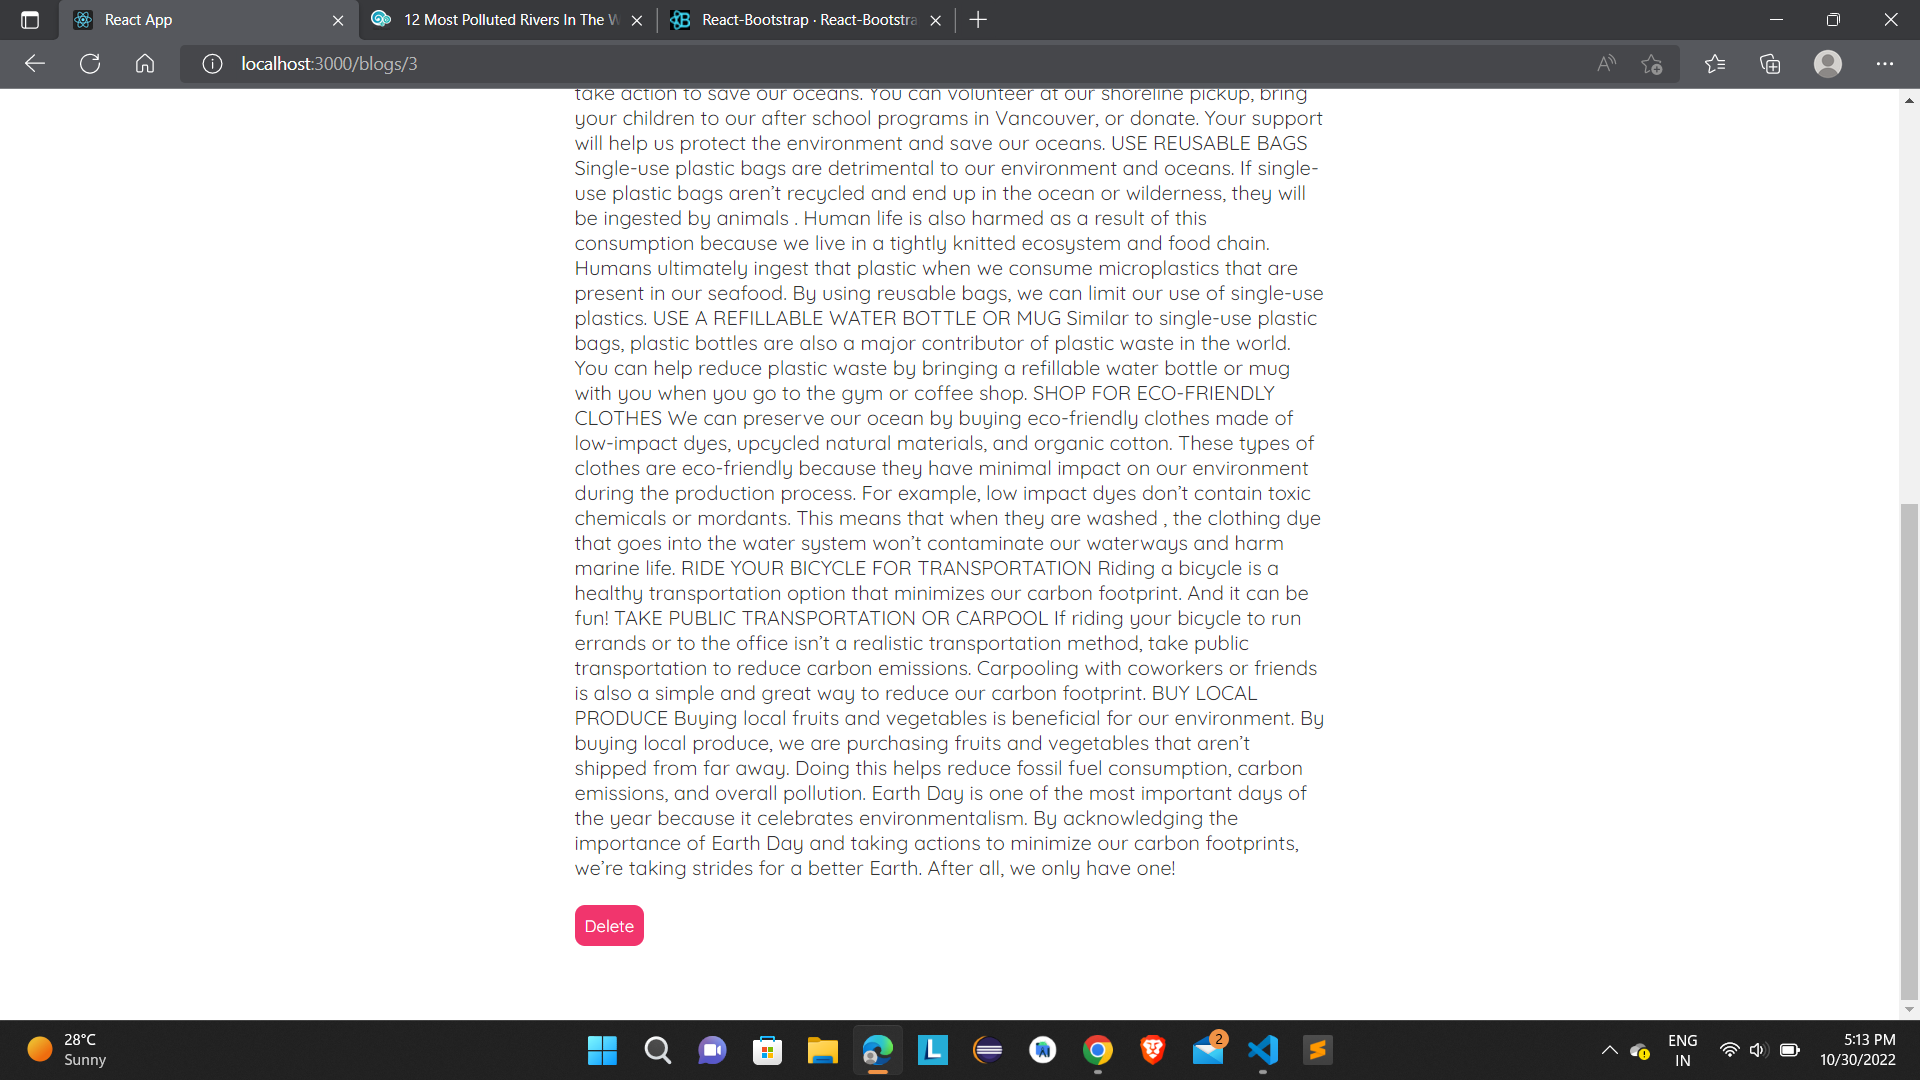 React App
12 Most Polluted Rivers In The W
React-Bootstrap · React-Bootstra
localhost:3000/blogs/3
take action to save our oceans. You can volunteer at our shoreline pickup, bring
your children to our after school programs in Vancouver, or donate. Your support
will help us protect the environment and save our oceans. USE REUSABLE BAGS
Single-use plastic bags are detrimental to our environment and oceans. If single-
use plastic bags aren’t recycled and end up in the ocean or wilderness, they will
be ingested by animals . Human life is also harmed as a result of this
consumption because we live in a tightly knitted ecosystem and food chain.
Humans ultimately ingest that plastic when we consume microplastics that are
present in our seafood. By using reusable bags, we can limit our use of single-use
plastics. USE A REFILLABLE WATER BOTTLE OR MUG Similar to single-use plastic
bags, plastic bottles are also a major contributor of plastic waste in the world.
You can help reduce plastic waste by bringing a refillable water bottle or mug
with you when you go to the gym or coffee shop. SHOP FOR ECO-FRIENDLY
CLOTHES We can preserve our ocean by buying eco-friendly clothes made of
low-impact dyes, upcycled natural materials, and organic cotton. These types of
clothes are eco-friendly because they have minimal impact on our environment
during the production process. For example, low impact dyes don’t contain toxic
chemicals or mordants. This means that when they are washed , the clothing dye
that goes into the water system won’t contaminate our waterways and harm
marine life. RIDE YOUR BICYCLE FOR TRANSPORTATION Riding a bicycle is a
healthy transportation option that minimizes our carbon footprint. And it can be
fun! TAKE PUBLIC TRANSPORTATION OR CARPOOL If riding your bicycle to run
errands or to the office isn’t a realistic transportation method, take public
transportation to reduce carbon emissions. Carpooling with coworkers or friends
is also a simple and great way to reduce our carbon footprint. BUY LOCAL
PRODUCE Buying local fruits and vegetables is beneficial for our environment. By
buying local produce, we are purchasing fruits and vegetables that aren’t
shipped from far away. Doing this helps reduce fossil fuel consumption, carbon
emissions, and overall pollution. Earth Day is one of the most important days of
the year because it celebrates environmentalism. By acknowledging the
importance of Earth Day and taking actions to minimize our carbon footprints,
we’re taking strides for a better Earth. After all, we only have one!
Delete
28°C
Sunny
2
ENG
IN
5:13 PM
10/30/2022